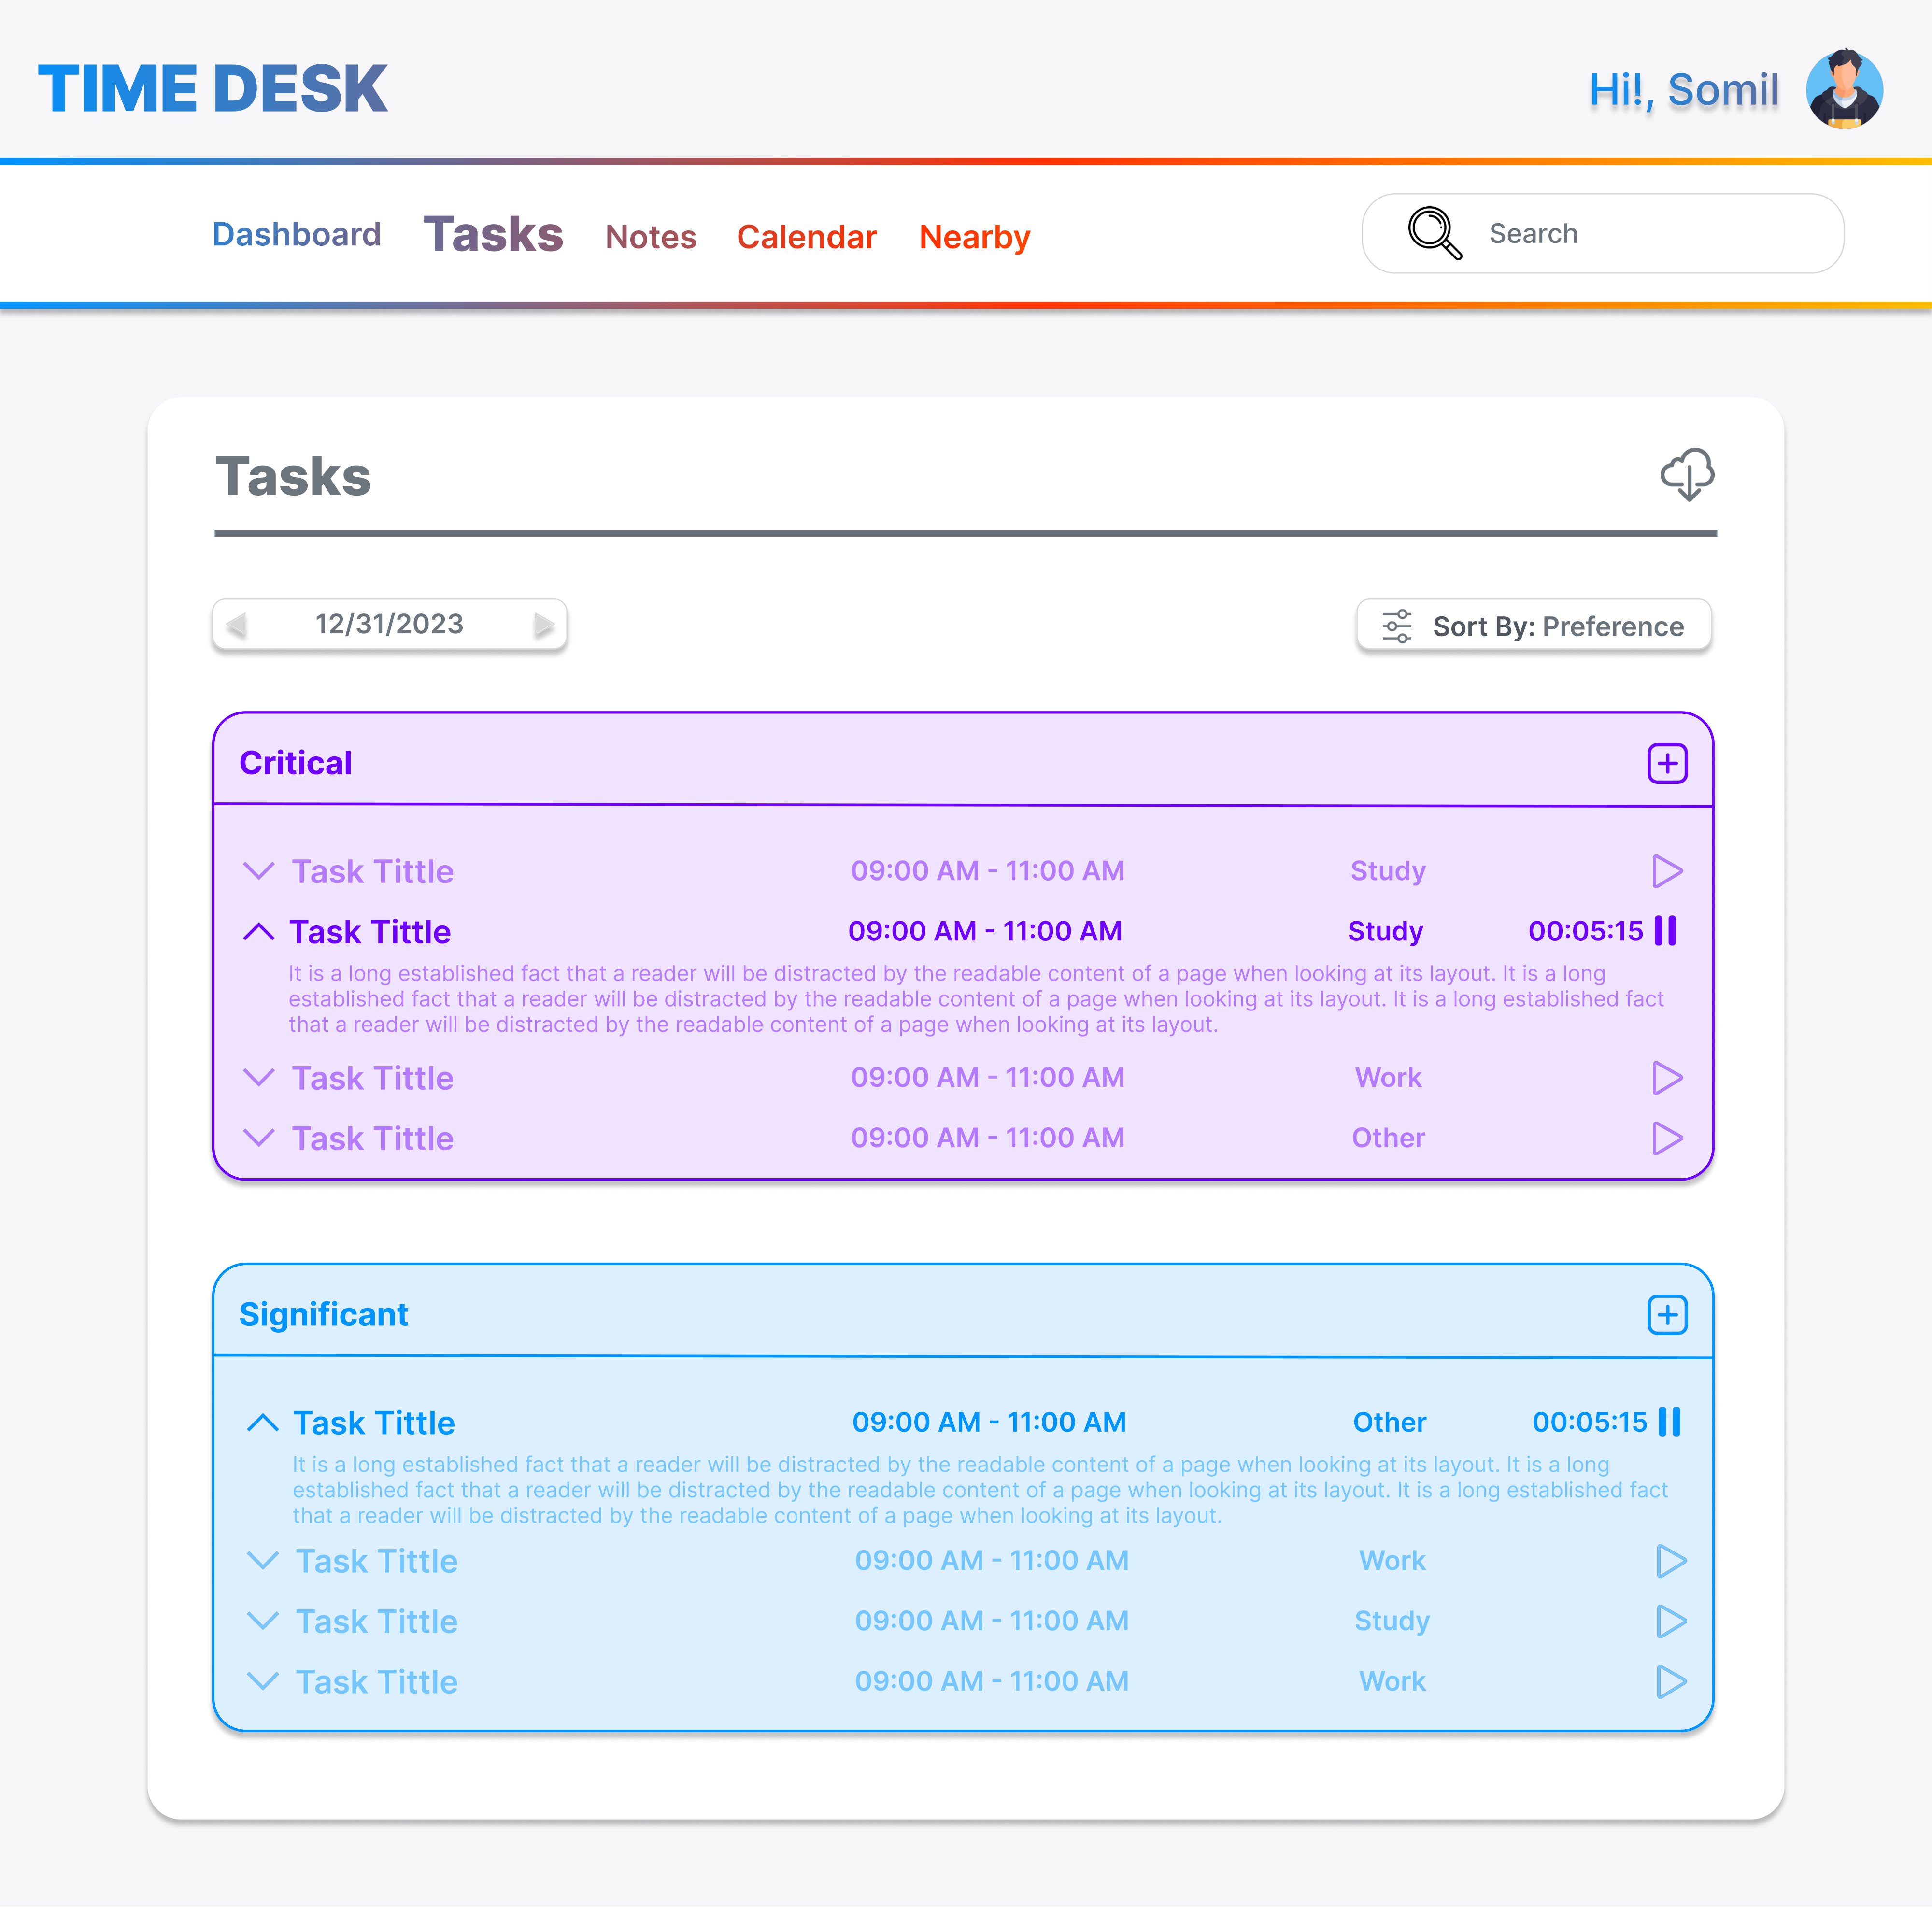 TIME DESK
Hi!, Somil
Dashboard Tasks Notes Calendar Nearby
Search
Tasks
12/31/2023
Sort By: Preference
Critical
Task Tittle 09:00 AM - 11:00 AM Study
Task Tittle 09:00 AM - 11:00 AM Study 00:05:15
It is a long established fact that a reader will be distracted by the readable content of a page when looking at its layout. It is a long
established fact that a reader will be distracted by the readable content of a page when looking at its layout. It is a long established fact
that a reader will be distracted by the readable content of a page when looking at its layout.
Task Tittle 09:00 AM - 11:00 AM Work
Task Tittle 09:00 AM - 11:00 AM Other
Significant
Task Tittle 09:00 AM - 11:00 AM Other 00:05:15
It is a long established fact that a reader will be distracted by the readable content of a page when looking at its layout. It is a long
established fact that a reader will be distracted by the readable content of a page when looking at its layout. It is a long established fact
that a reader will be distracted by the readable content of a page when looking at its layout.
Task Tittle 09:00 AM - 11:00 AM Work
Task Tittle 09:00 AM - 11:00 AM Study
Task Tittle 09:00 AM - 11:00 AM Work